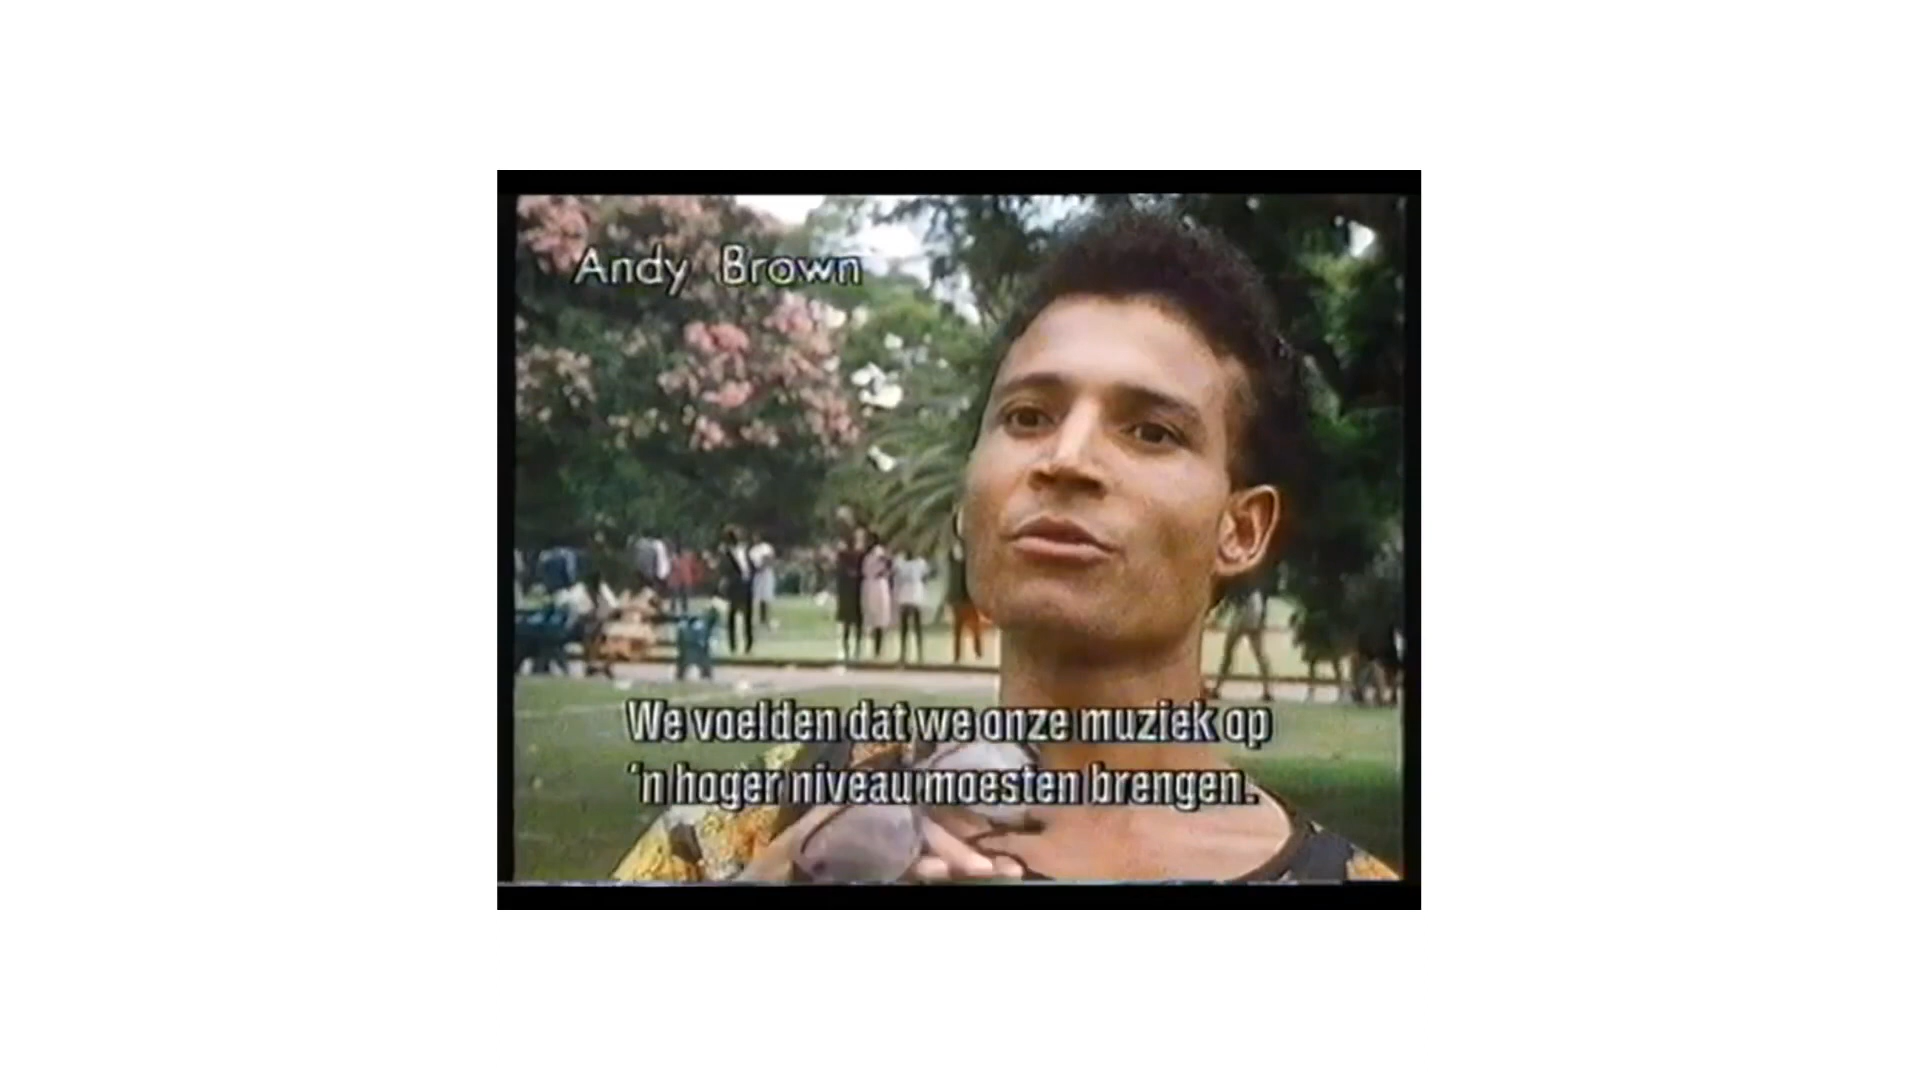 Andy Brown
We voelden dat we onze muziek op
'n hoger niveau moesten brengen.